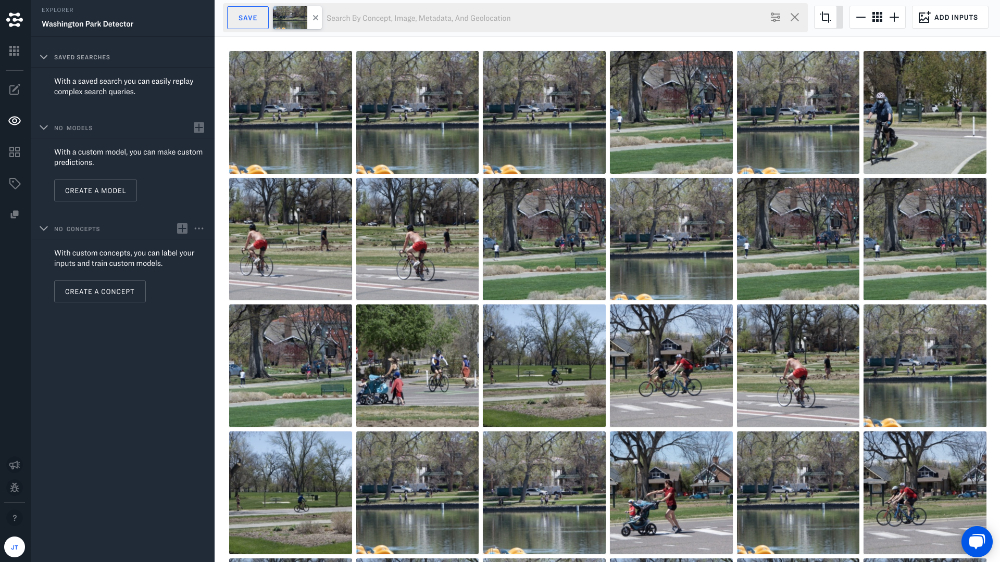 EXPLORER
Washington Park Detector
SAVED SEARCHES
With a saved search you can easily replay
complex search queries.
NO MODELS
With a custom model, you can make custom
predictions.
CREATE A MODEL
NO CONCEPTS
With custom concepts, you can label your
inputs and train custom models.
CREATE A CONCEPT
?
JT
SAVE
Search By Concept, Image, Metadata, And Geolocation
ADD INPUTS